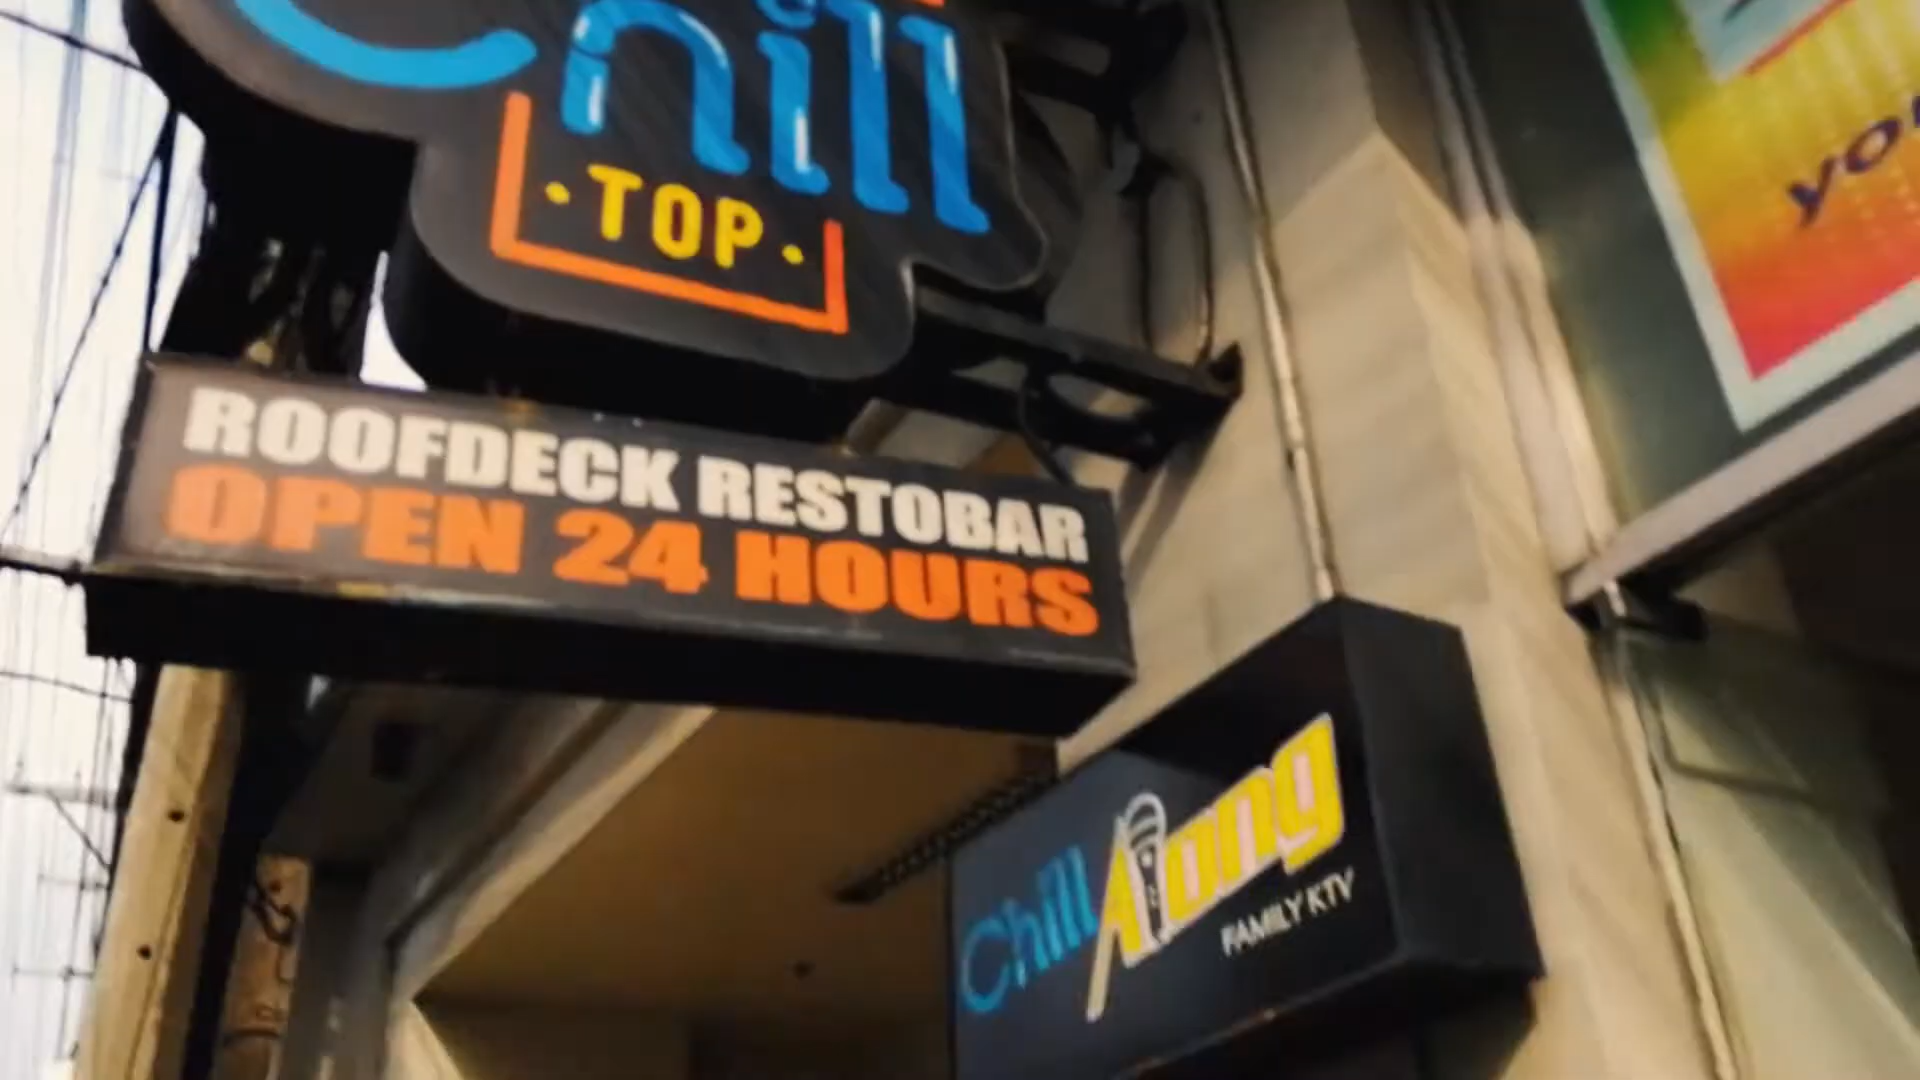 Chill
· TOP ·
ROOFDECK RESTOBAR
OPEN 24 HOURS
Chill Along
FAMILY KTV